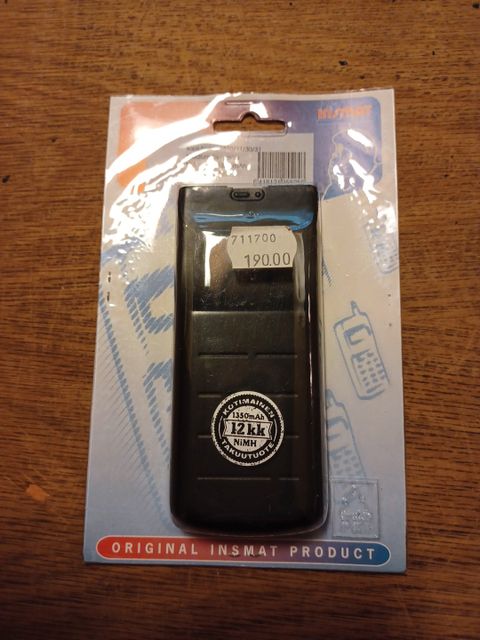 insmat
711700
190.00
KOTIMAINEN
1350mAh
12 kk
NiMH
TAKUUTUOTE
ORIGINAL INSMAT PRODUCT